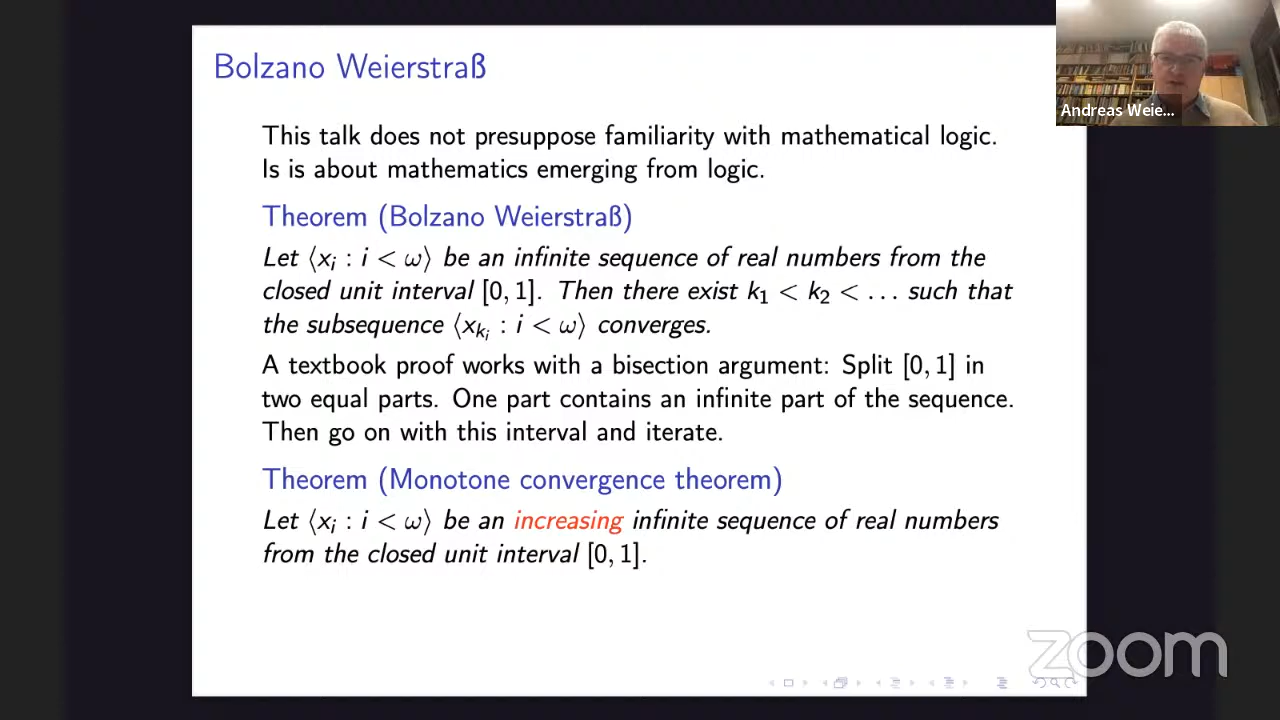 Bolzano Weierstraß
Andreas Weie...
This talk does not presuppose familiarity with mathematical logic.
Is is about mathematics emerging from logic.
Theorem (Bolzano Weierstraß)
Let ⟨xᵢ : i < ω⟩ be an infinite sequence of real numbers from the
closed unit interval [0, 1]. Then there exist k₁ < k₂ < . . . such that
the subsequence ⟨x_{kᵢ} : i < ω⟩ converges.
A textbook proof works with a bisection argument: Split [0, 1] in
two equal parts. One part contains an infinite part of the sequence.
Then go on with this interval and iterate.
Theorem (Monotone convergence theorem)
Let ⟨xᵢ : i < ω⟩ be an increasing infinite sequence of real numbers
from the closed unit interval [0, 1].
zoom